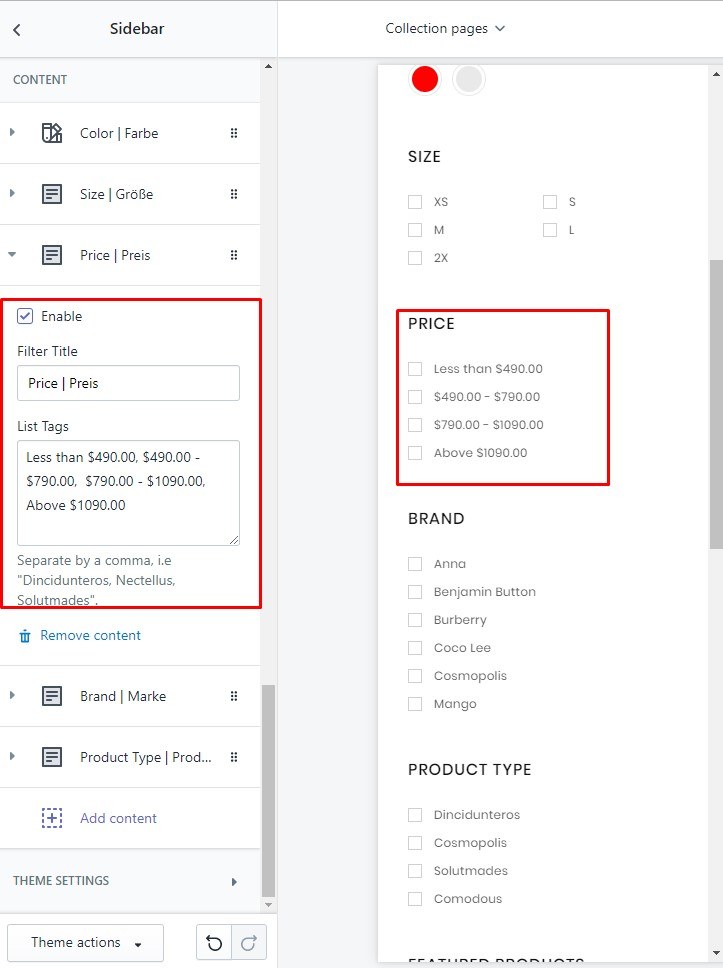 Sidebar
CONTENT
Color | Farbe
Size | Größe
Price | Preis
Enable
Filter Title
Price | Preis
List Tags
Less than $490.00, $490.00 -
$790.00,  $790.00 - $1090.00,
Above $1090.00
Separate by a comma, i.e
"Dincidunteros, Nectellus,
Solutmades".
Remove content
Brand | Marke
Product Type | Prod...
Add content
THEME SETTINGS
Theme actions
Collection pages
SIZE
XS
S
M
L
2X
PRICE
Less than $490.00
$490.00 - $790.00
$790.00 - $1090.00
Above $1090.00
BRAND
Anna
Benjamin Button
Burberry
Coco Lee
Cosmopolis
Mango
PRODUCT TYPE
Dincidunteros
Cosmopolis
Solutmades
Comodous
FEATURED PRODUCTS